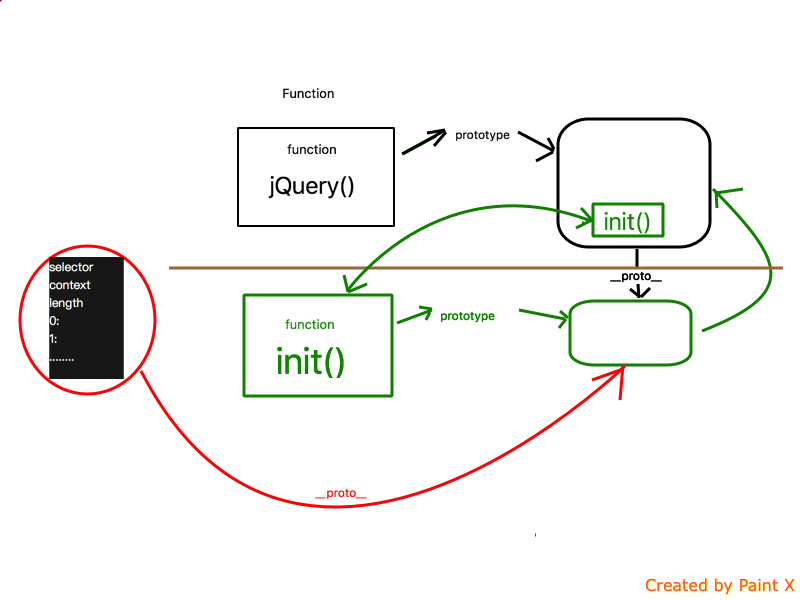 Function
function
jQuery()
prototype
init()
__proto__
selector
context
length
0:
1:
........
function
init()
prototype
__proto__
Created by Paint X